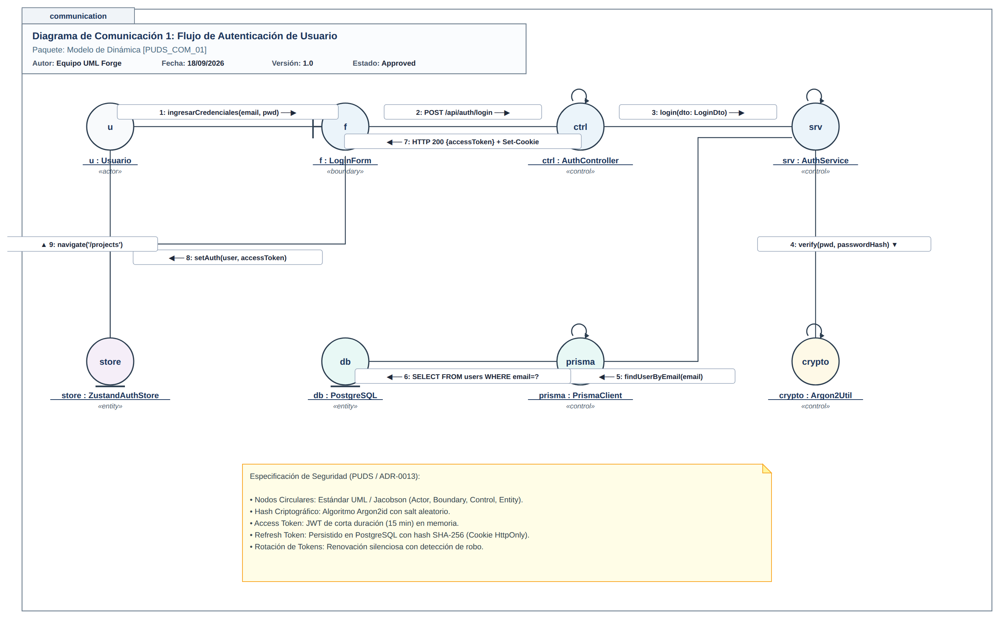 communication
Diagrama de Comunicación 1: Flujo de Autenticación de Usuario
Paquete: Modelo de Dinámica [PUDS_COM_01]
Autor: Equipo UML Forge Fecha: 18/09/2026 Versión: 1.0 Estado: Approved
1: ingresarCredenciales(email, pwd) ──▶
2: POST /api/auth/login ──▶
3: login(dto: LoginDto) ──▶
u
f
ctrl
srv
◀── 7: HTTP 200 {accessToken} + Set-Cookie
u : Usuario
«actor»
f : LoginForm
«boundary»
ctrl : AuthController
«control»
srv : AuthService
«control»
▲ 9: navigate('/projects')
4: verify(pwd, passwordHash) ▼
◀── 8: setAuth(user, accessToken)
store
db
prisma
crypto
◀── 6: SELECT FROM users WHERE email=?
◀── 5: findUserByEmail(email)
store : ZustandAuthStore
«entity»
db : PostgreSQL
«entity»
prisma : PrismaClient
«control»
crypto : Argon2Util
«control»
Especificación de Seguridad (PUDS / ADR-0013):
• Nodos Circulares: Estándar UML / Jacobson (Actor, Boundary, Control, Entity).
• Hash Criptográfico: Algoritmo Argon2id con salt aleatorio.
• Access Token: JWT de corta duración (15 min) en memoria.
• Refresh Token: Persistido en PostgreSQL con hash SHA-256 (Cookie HttpOnly).
• Rotación de Tokens: Renovación silenciosa con detección de robo.